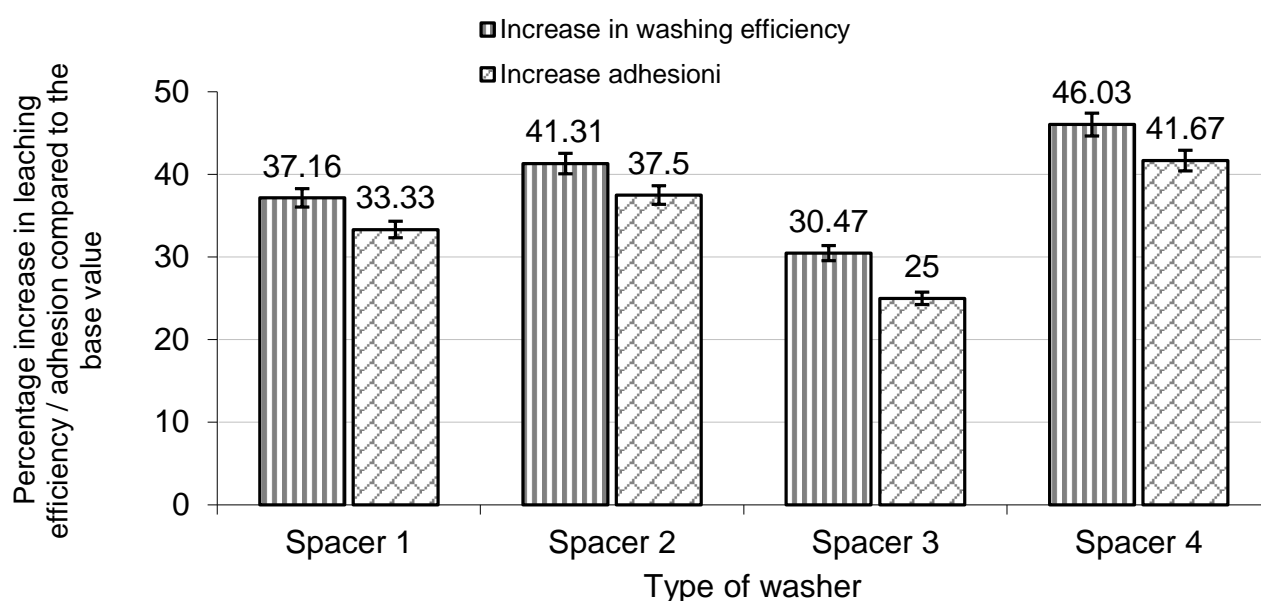 Increase in washing efficiency
Increase adhesioni
Percentage increase in leaching
efficiency / adhesion compared to the
base value
50
40
30
20
10
0
37.16
33.33
41.31
37.5
30.47
25
46.03
41.67
Spacer 1
Spacer 2
Spacer 3
Spacer 4
Type of washer